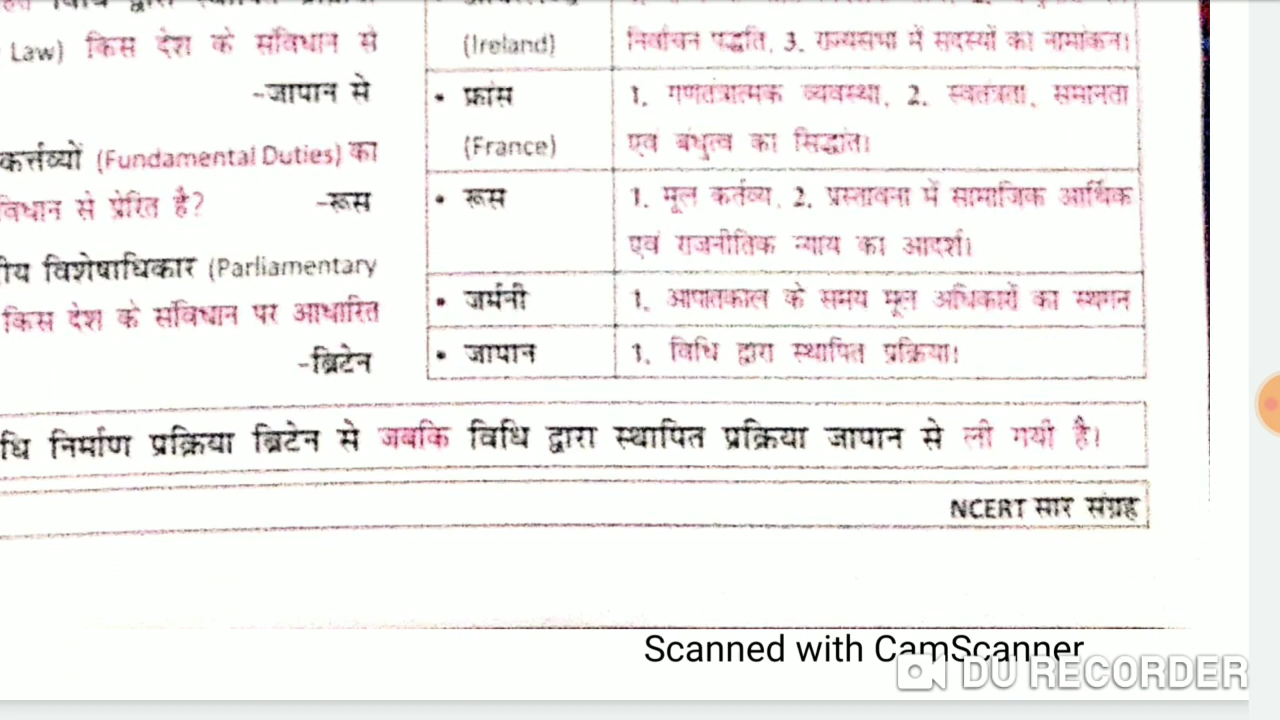 विधि द्वारा स्थापित
Law) किस देश के संविधान से
-जापान से
कर्त्तव्यों (Fundamental Duties) का
विधान से प्रेरित है?
-रूस
ीय विशेषाधिकार (Parliamentary
किस देश के संविधान पर आधारित
-ब्रिटेन
(Ireland)
निर्वाचन पद्धति, 3. राज्यसभा में सदस्यों का नामांकन।
• फ्रांस
(France)
1. गणतंत्रात्मक व्यवस्था, 2. स्वतंत्रता, समानता
एवं बंधुत्व का सिद्धांत।
• रूस
1. मूल कर्तव्य, 2. प्रस्तावना में सामाजिक आर्थिक
एवं राजनीतिक न्याय का आदर्श।
• जर्मनी
1. आपातकाल के समय मूल अधिकारों का स्थगन
• जापान
1. विधि द्वारा स्थापित प्रक्रिया।
धि निर्माण प्रक्रिया ब्रिटेन से जबकि विधि द्वारा स्थापित प्रक्रिया जापान से ली गयी है।
NCERT सार संग्रह
Scanned with CamScanner
DU RECORDER